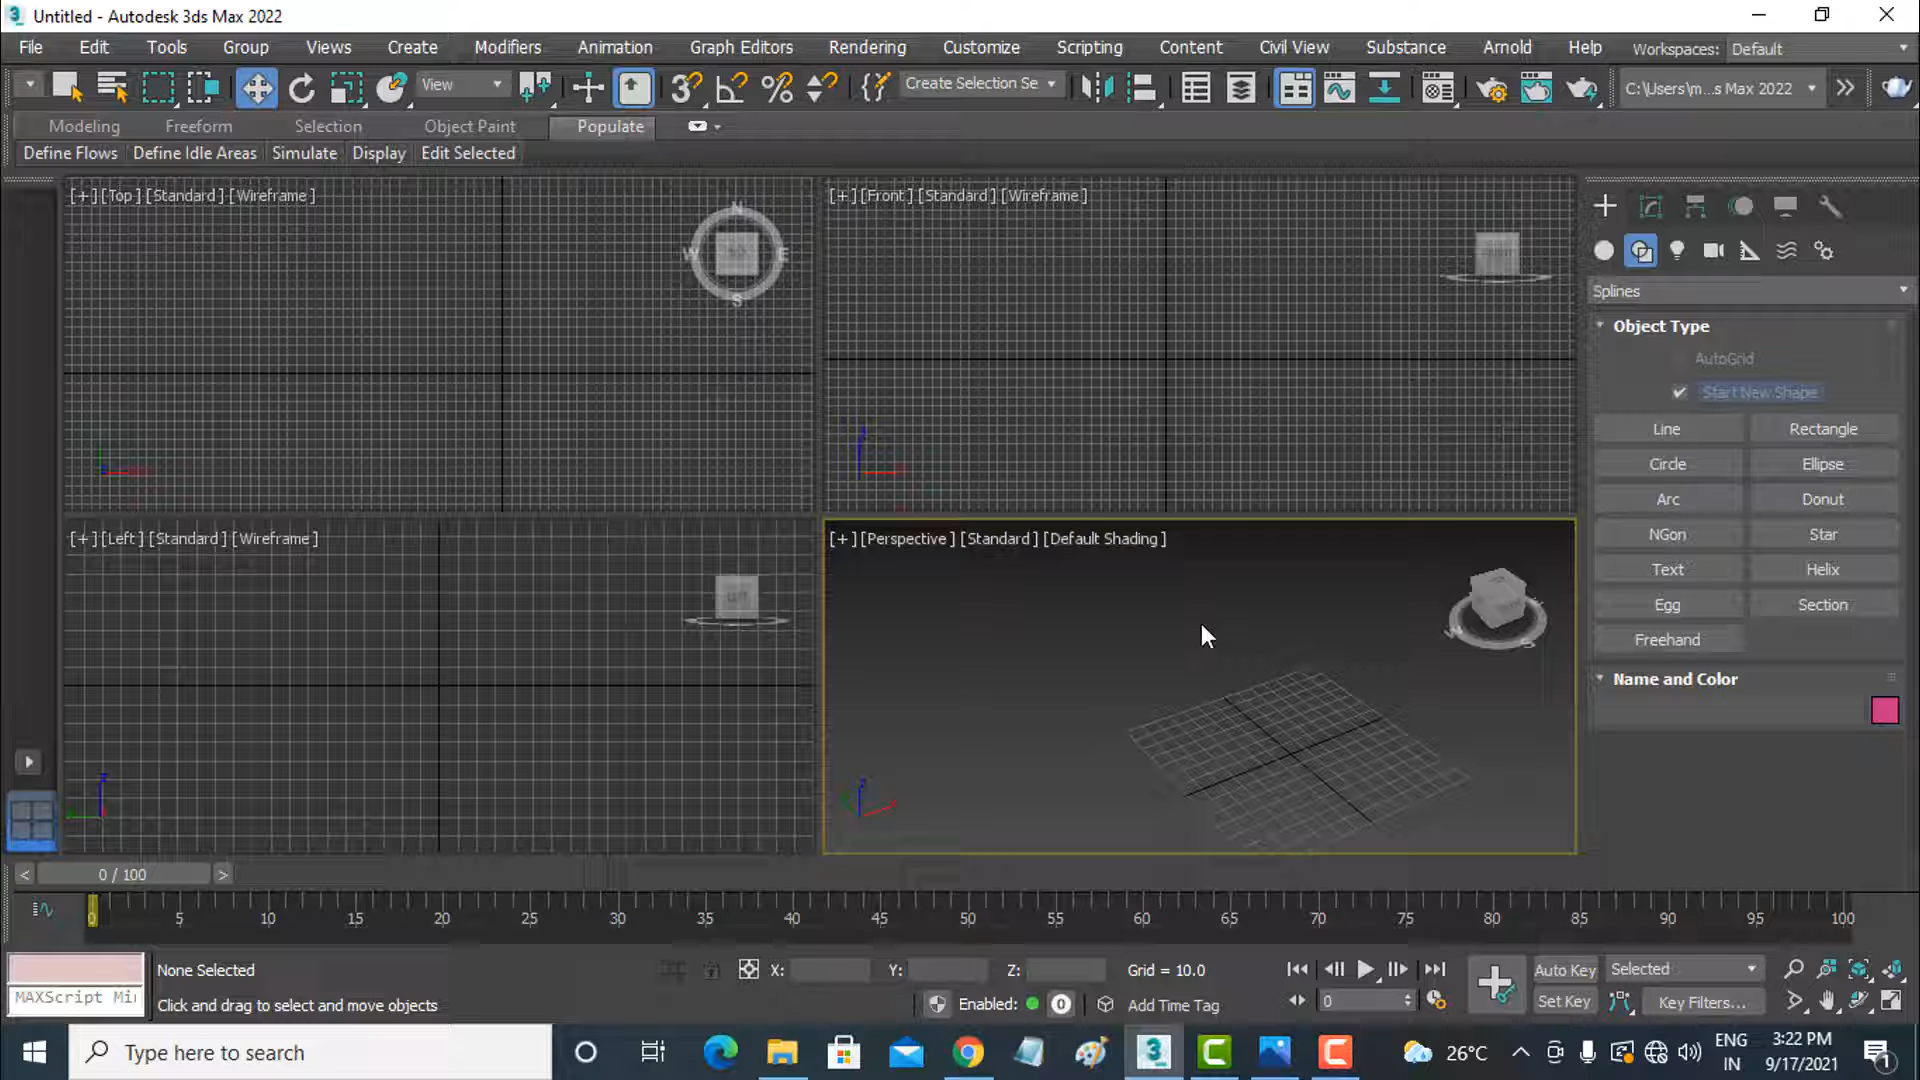 Untitled - Autodesk 3ds Max 2022
File Edit Tools Group Views Create Modifiers Animation Graph Editors Rendering Customize Scripting Content Civil View Substance Arnold Help Workspaces: Default
View Create Selection Se C:\Users\m...s Max 2022
Modeling Freeform Selection Object Paint Populate
Define Flows Define Idle Areas Simulate Display Edit Selected
[+] [Top] [Standard] [Wireframe]
N
W E
S
[+] [Front] [Standard] [Wireframe]
Splines
Object Type
AutoGrid
Start New Shape
Line Rectangle
Circle Ellipse
Arc Donut
NGon Star
Text Helix
Egg Section
Freehand
Name and Color
[+] [Left] [Standard] [Wireframe]
[+] [Perspective] [Standard] [Default Shading]
W S
< 0 / 100 >
0 5 10 15 20 25 30 35 40 45 50 55 60 65 70 75 80 85 90 95 100
None Selected X: Y: Z: Grid = 10.0 Auto Key Selected
MAXScript Mi
Click and drag to select and move objects Enabled: 0 Add Time Tag 0 Set Key Key Filters...
Type here to search
26°C
ENG
IN
3:22 PM
9/17/2021
1